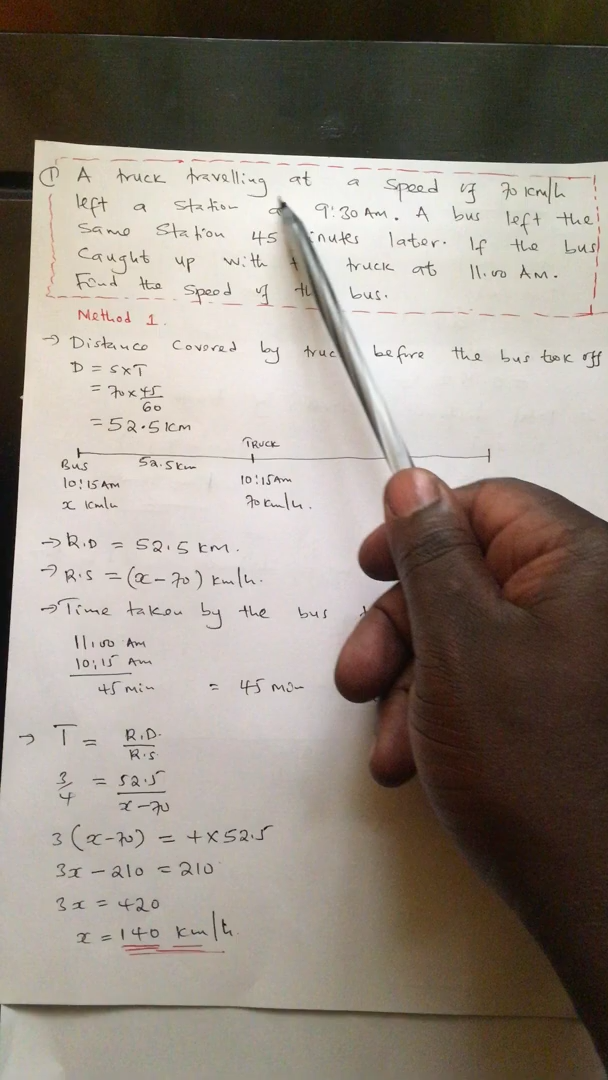 ① A truck travelling at a speed of 70 km/h
left a station 9:30 Am. A bus left the
same station 45 later. If the bus
caught up with truck at 11.00 AM.
Find the speed of bus.
Method 1.
→ Distance covered by before the bus took off
D = S×T
= 70 × 45/60
= 52.5 km
TRUCK
52.5km
Bus
10:15 AM 10:15 AM
x km/h 70 km/h.
→ R.D = 52.5 KM.
→ R.S = (x - 70) km/h.
→ Time taken by the bus
11.00 AM
10:15 AM
45 min = 45 min
→ T = R.D./R.S
3/4 = 52.5/x-70
3(x-70) = 4×52.5
3x - 210 = 210
3x = 420
x = 140 km/h.